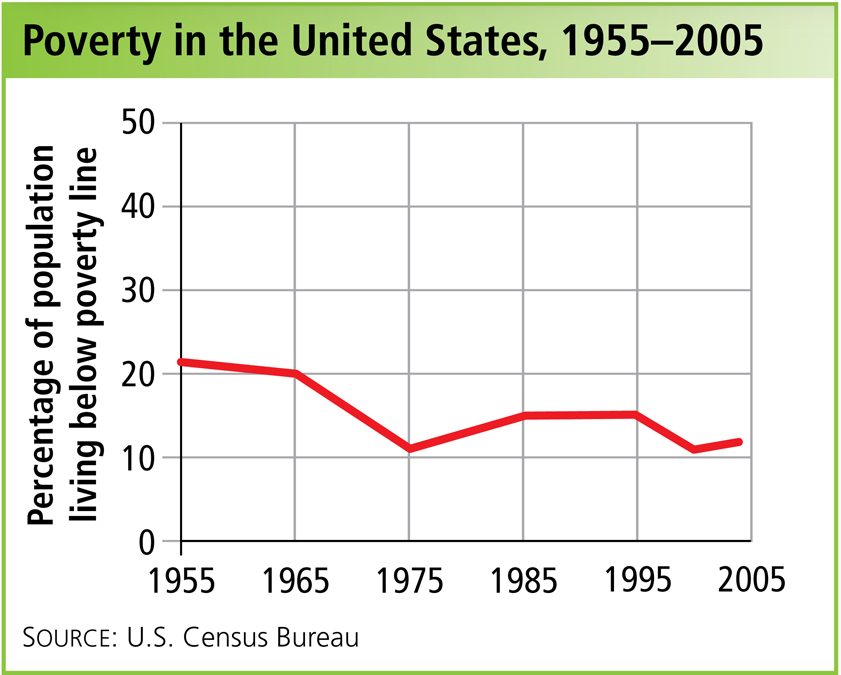 Poverty in the United States, 1955–2005
Percentage of population
living below poverty line
50
40
30
20
10
0
1955 1965 1975 1985 1995 2005
SOURCE: U.S. Census Bureau